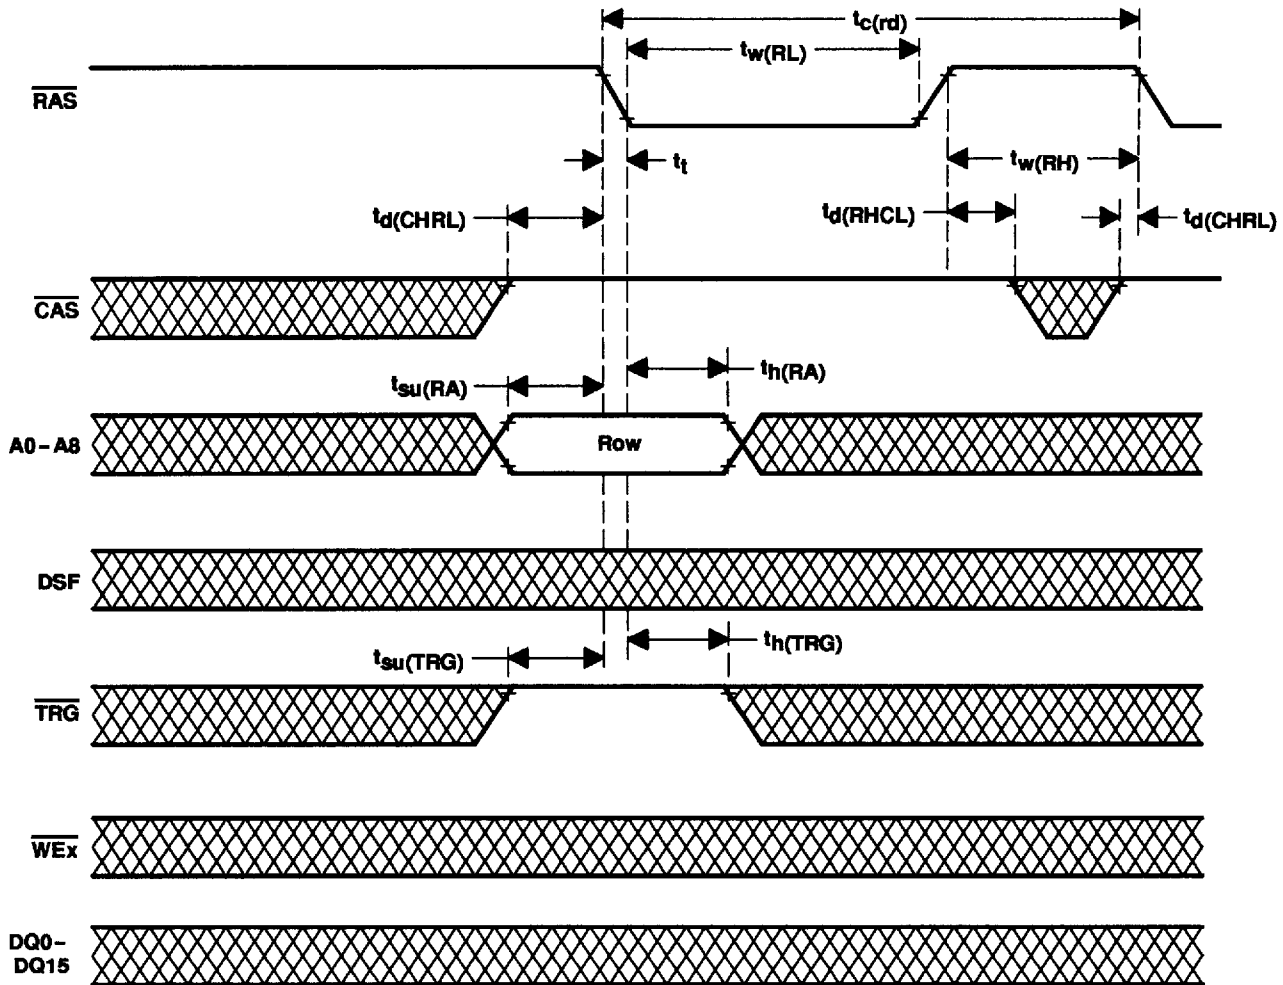 tc(rd)
tw(RL)
RAS
tt
tw(RH)
td(CHRL)
td(RHCL)
td(CHRL)
CAS
tsu(RA)
th(RA)
A0–A8
Row
DSF
tsu(TRG)
th(TRG)
TRG
WEx
DQ0–
DQ15